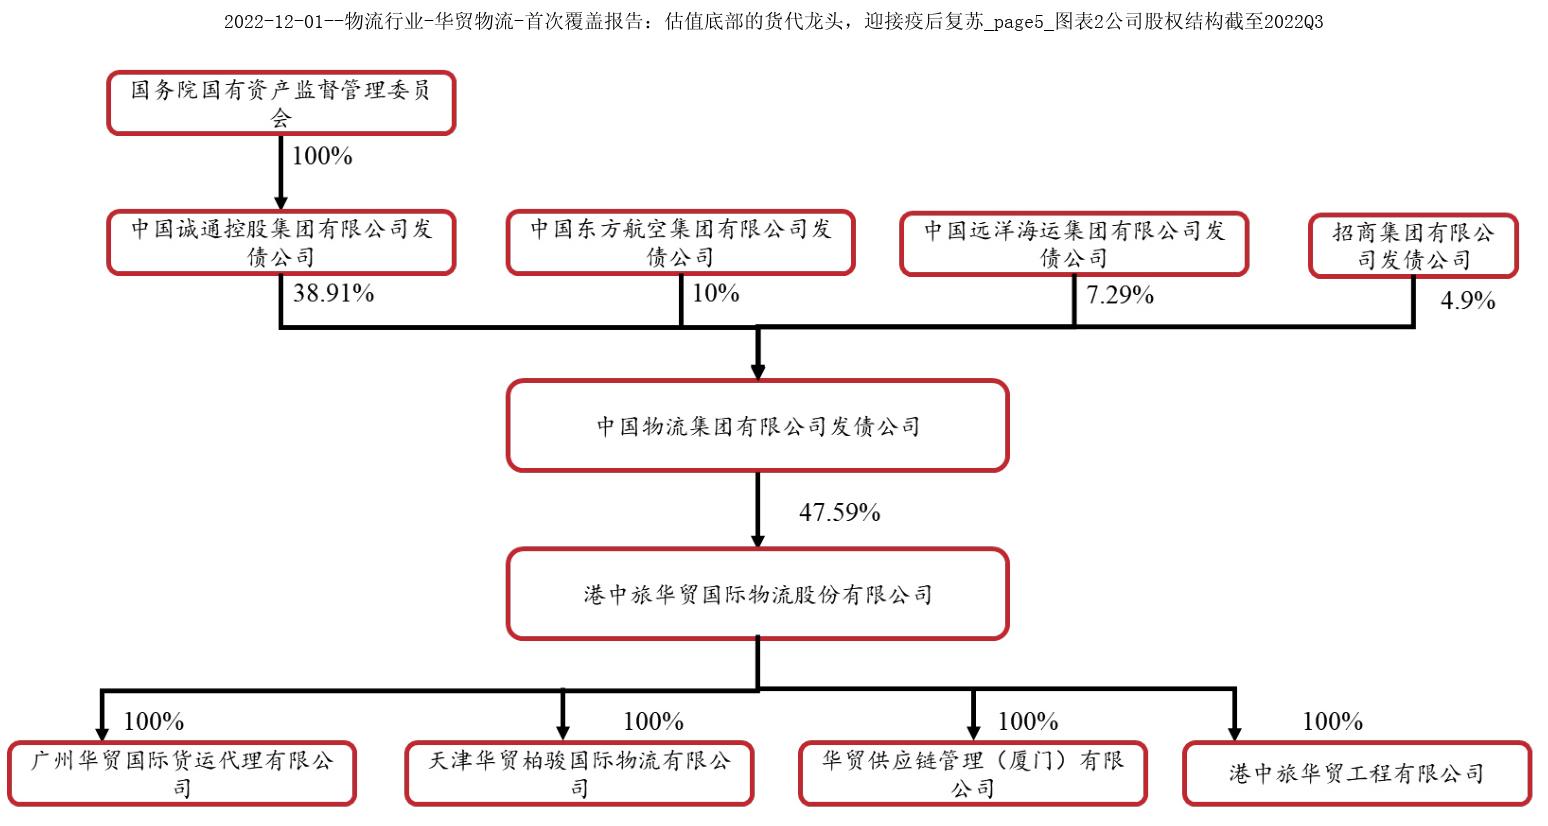 2022-12-01--物流行业-华贸物流-首次覆盖报告：估值底部的货代龙头，迎接疫后复苏_page5_图表2公司股权结构截至2022Q3
国务院国有资产监督管理委员
会
100%
中国诚通控股集团有限公司发
债公司
中国东方航空集团有限公司发
债公司
中国远洋海运集团有限公司发
债公司
招商集团有限公
司发债公司
38.91%
10%
7.29%
4.9%
中国物流集团有限公司发债公司
47.59%
港中旅华贸国际物流股份有限公司
100%
100%
100%
100%
广州华贸国际货运代理有限公
司
天津华贸柏骏国际物流有限公
司
华贸供应链管理（厦门）有限
公司
港中旅华贸工程有限公司